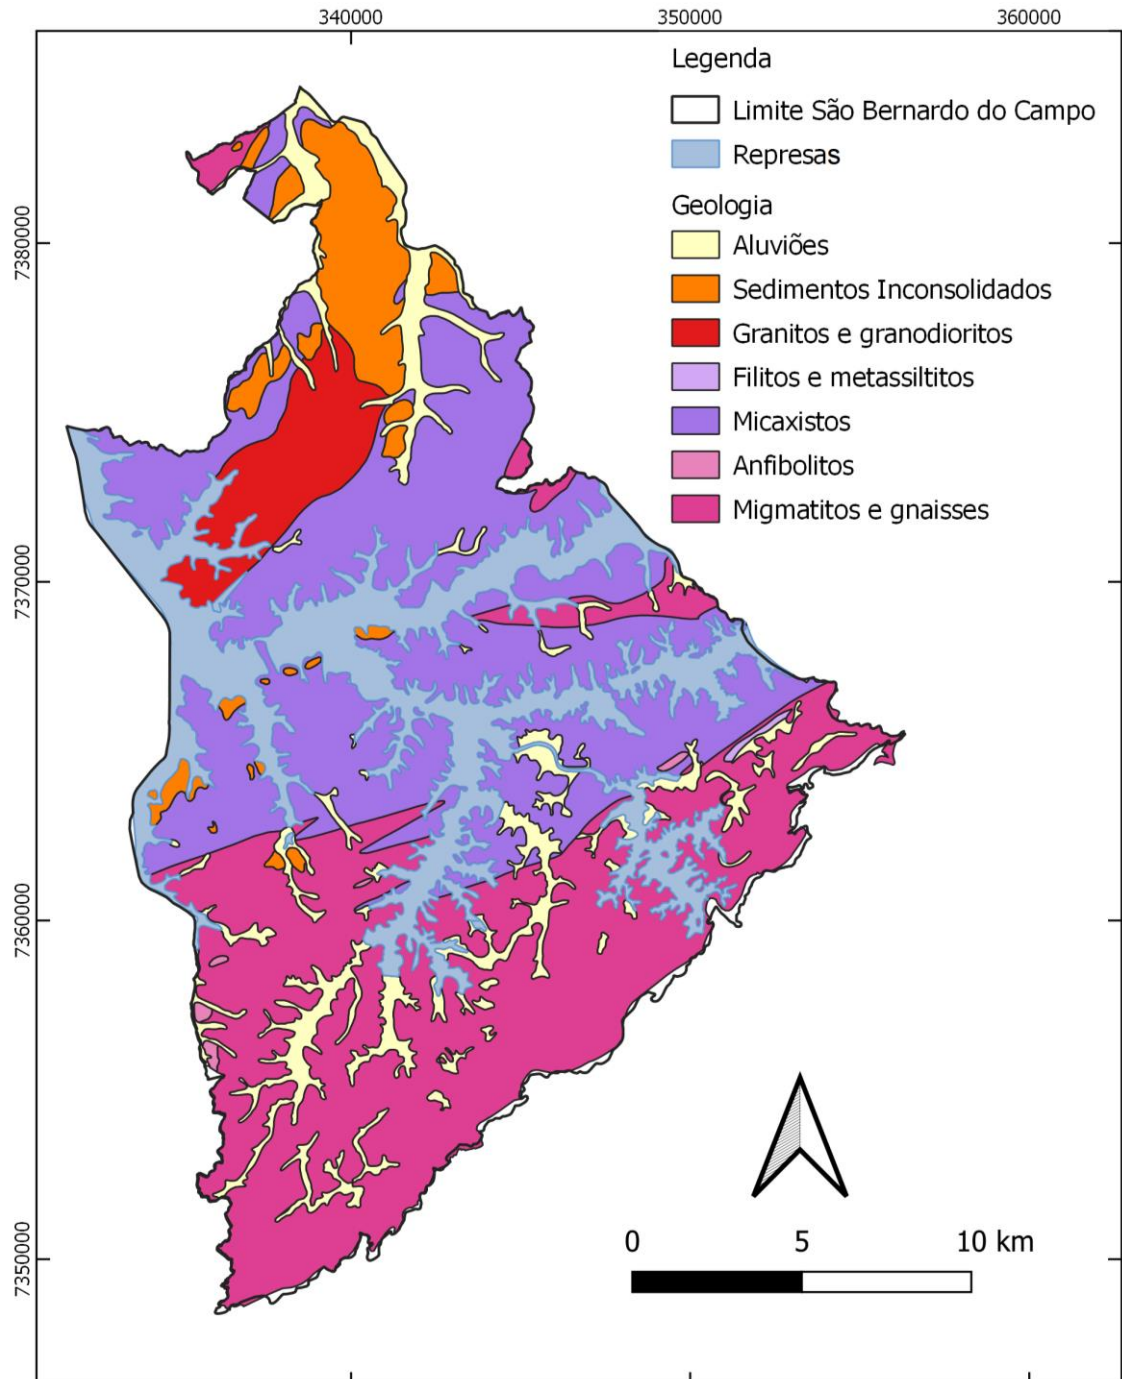 340000
350000
360000
Legenda
Limite São Bernardo do Campo
Represas
Geologia
Aluviões
Sedimentos Inconsolidados
Granitos e granodioritos
Filitos e metassiltitos
Micaxistos
Anfibolitos
Migmatitos e gnaisses
7380000
7370000
7360000
7350000
0 5 10 km